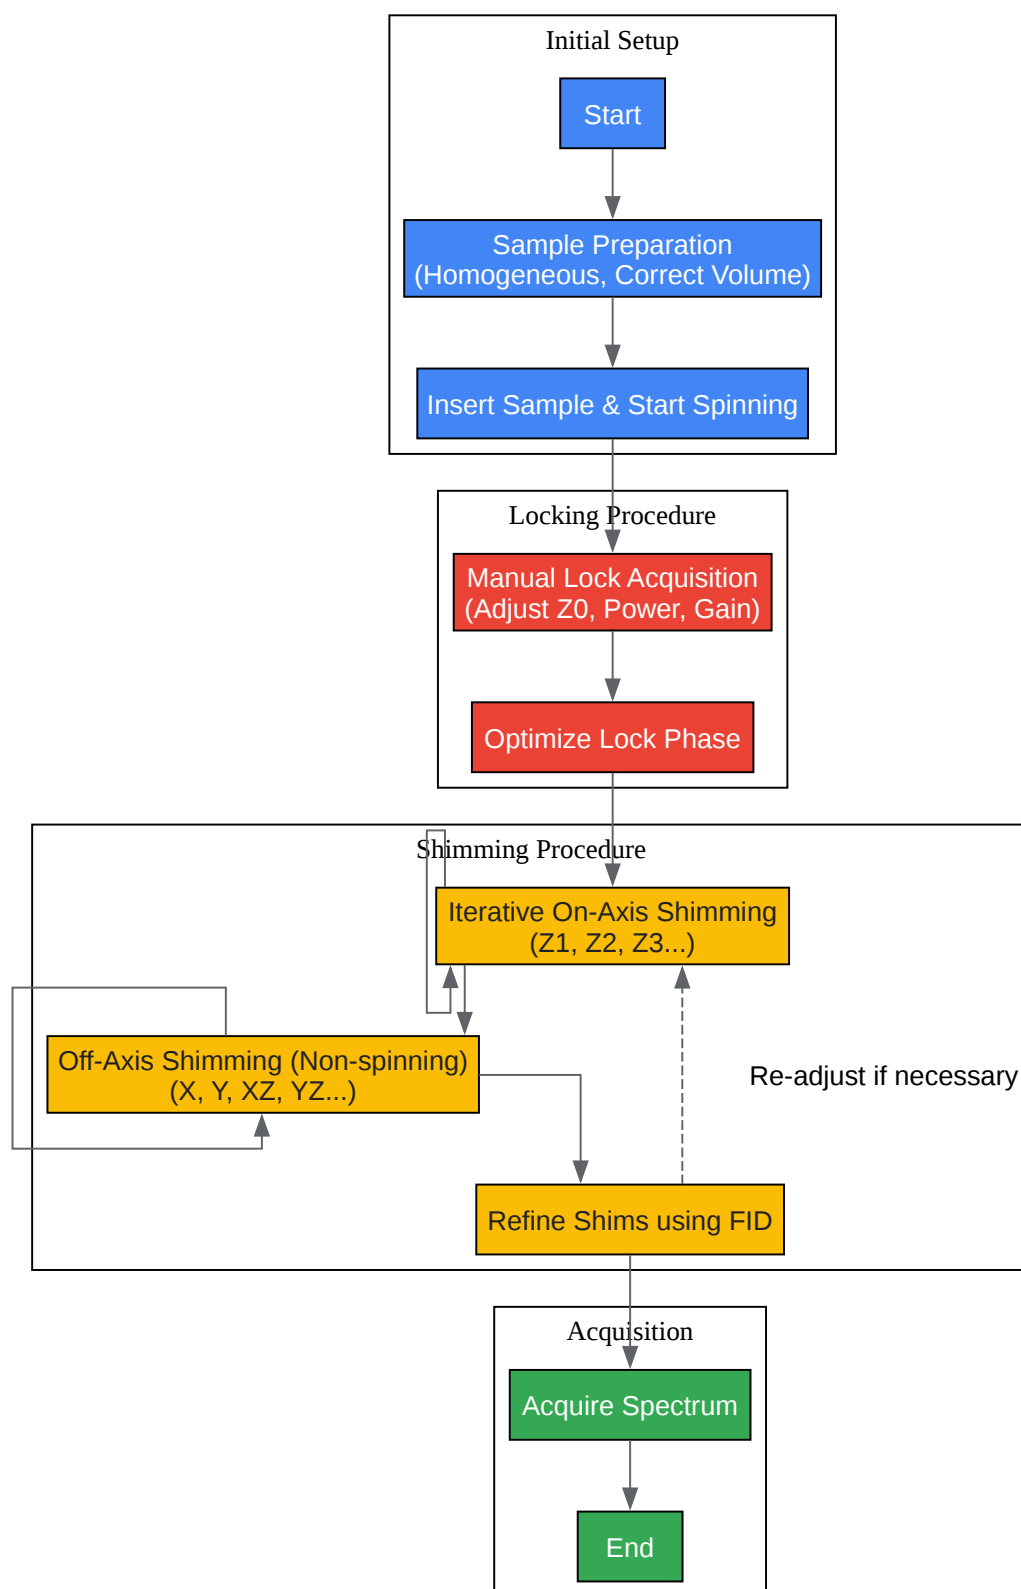 Initial Setup
Start
Sample Preparation
(Homogeneous, Correct Volume)
Insert Sample & Start Spinning
Locking Procedure
Manual Lock Acquisition
(Adjust Z0, Power, Gain)
Optimize Lock Phase
Shimming Procedure
Iterative On-Axis Shimming
(Z1, Z2, Z3...)
Off-Axis Shimming (Non-spinning)
(X, Y, XZ, YZ...)
Re-adjust if necessary
Refine Shims using FID
Acquisition
Acquire Spectrum
End